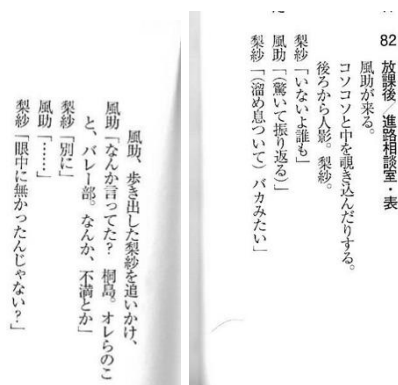 82 放課後／進路相談室・表
風助が来る。
コソコソと中を覗き込んだりする。
後ろから人影。梨紗。
梨紗「いないよ誰も」
風助「（驚いて振り返る）」
梨紗「（溜め息ついて）バカみたい」
風助、歩き出した梨紗を追いかけ、
風助「なんか言ってた？　桐島。オレらのこ
と、バレー部。なんか、不満とか」
梨紗「別に」
風助「……」
梨紗「眼中に無かったんじゃない？」